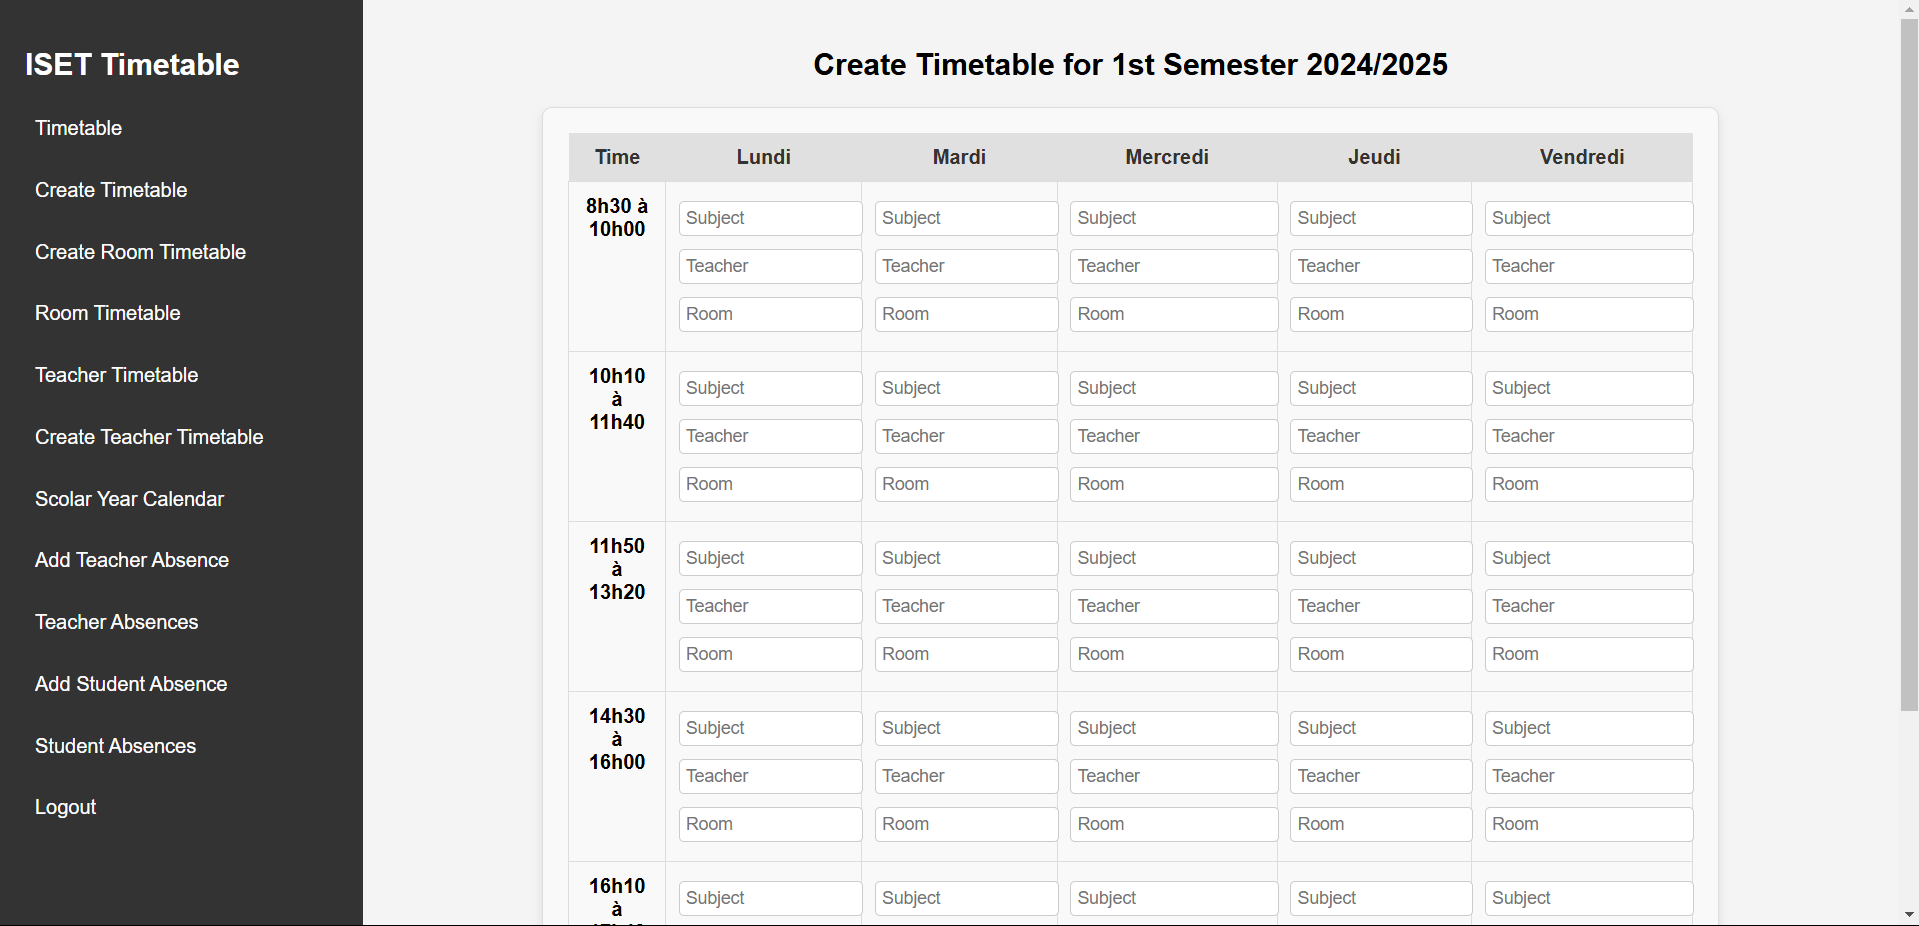 ISET Timetable
Timetable
Create Timetable
Create Room Timetable
Room Timetable
Teacher Timetable
Create Teacher Timetable
Scolar Year Calendar
Add Teacher Absence
Teacher Absences
Add Student Absence
Student Absences
Logout
Create Timetable for 1st Semester 2024/2025
Time Lundi Mardi Mercredi Jeudi Vendredi
8h30 à
10h00
Subject Subject Subject Subject Subject
Teacher Teacher Teacher Teacher Teacher
Room Room Room Room Room
10h10
à
11h40
Subject Subject Subject Subject Subject
Teacher Teacher Teacher Teacher Teacher
Room Room Room Room Room
11h50
à
13h20
Subject Subject Subject Subject Subject
Teacher Teacher Teacher Teacher Teacher
Room Room Room Room Room
14h30
à
16h00
Subject Subject Subject Subject Subject
Teacher Teacher Teacher Teacher Teacher
Room Room Room Room Room
16h10
à
Subject Subject Subject Subject Subject